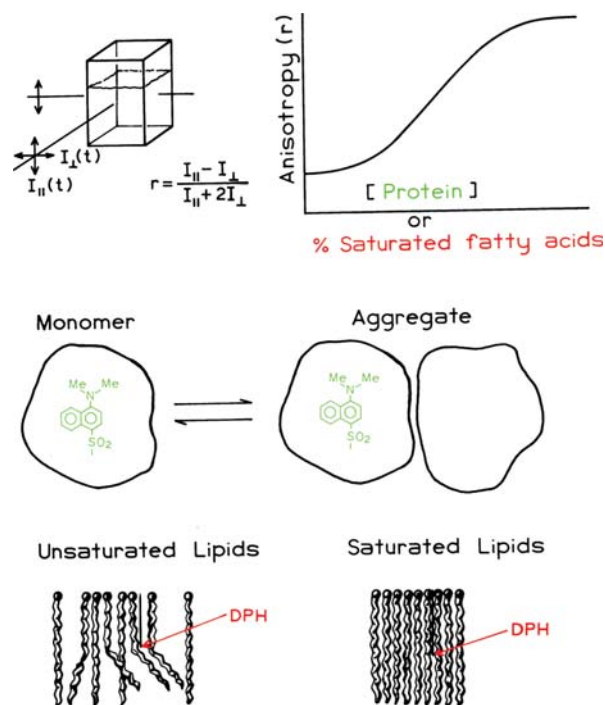 I⊥(t)
I||(t)
r = (I|| - I⊥) / (I|| + 2I⊥)
Anisotropy (r)
[ Protein ]
or
% Saturated fatty acids
Monomer
Aggregate
Me Me
N
SO2
Me Me
N
SO2
Unsaturated Lipids
Saturated Lipids
DPH
DPH